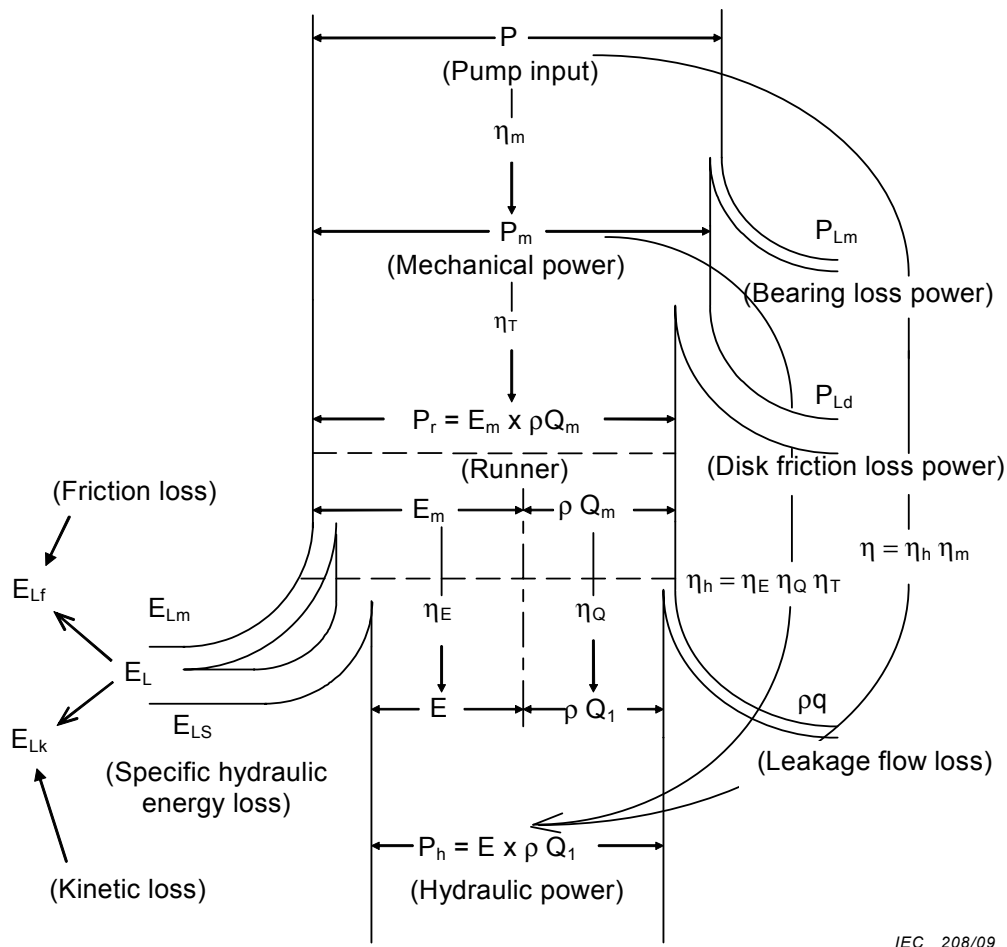 P
(Pump input)
ηm
Pm
(Mechanical power)
PLm
(Bearing loss power)
ηT
PLd
(Disk friction loss power)
Pr = Em x ρQm
(Runner)
(Friction loss)
Em
ρ Qm
η = ηh ηm
ηh = ηE ηQ ηT
ELf
ELm
ηE
ηQ
EL
E
ρ Q1
ρq
(Leakage flow loss)
ELS
ELk
(Specific hydraulic
energy loss)
Ph = E x ρ Q1
(Hydraulic power)
(Kinetic loss)
IEC 208/09